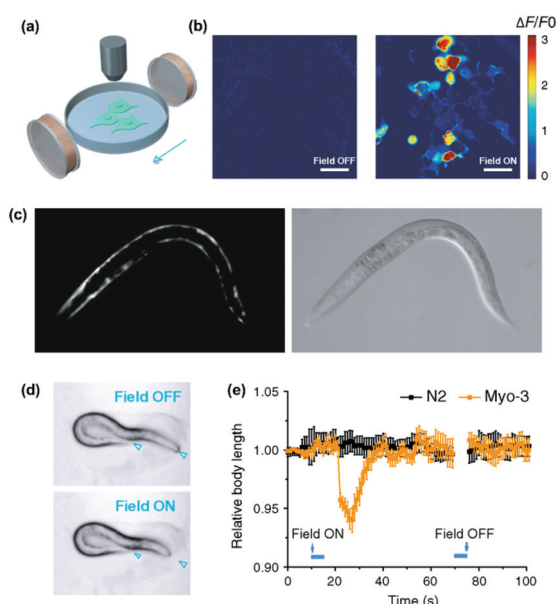 (a)
(b)
ΔF/F0
3
2
1
0
Field OFF
Field ON
(c)
(d)
Field OFF
Field ON
(e)
N2
Myo-3
1.05
1.00
0.95
0.90
Relative body length
Field ON
Field OFF
0
20
40
60
80
100
Time (s)